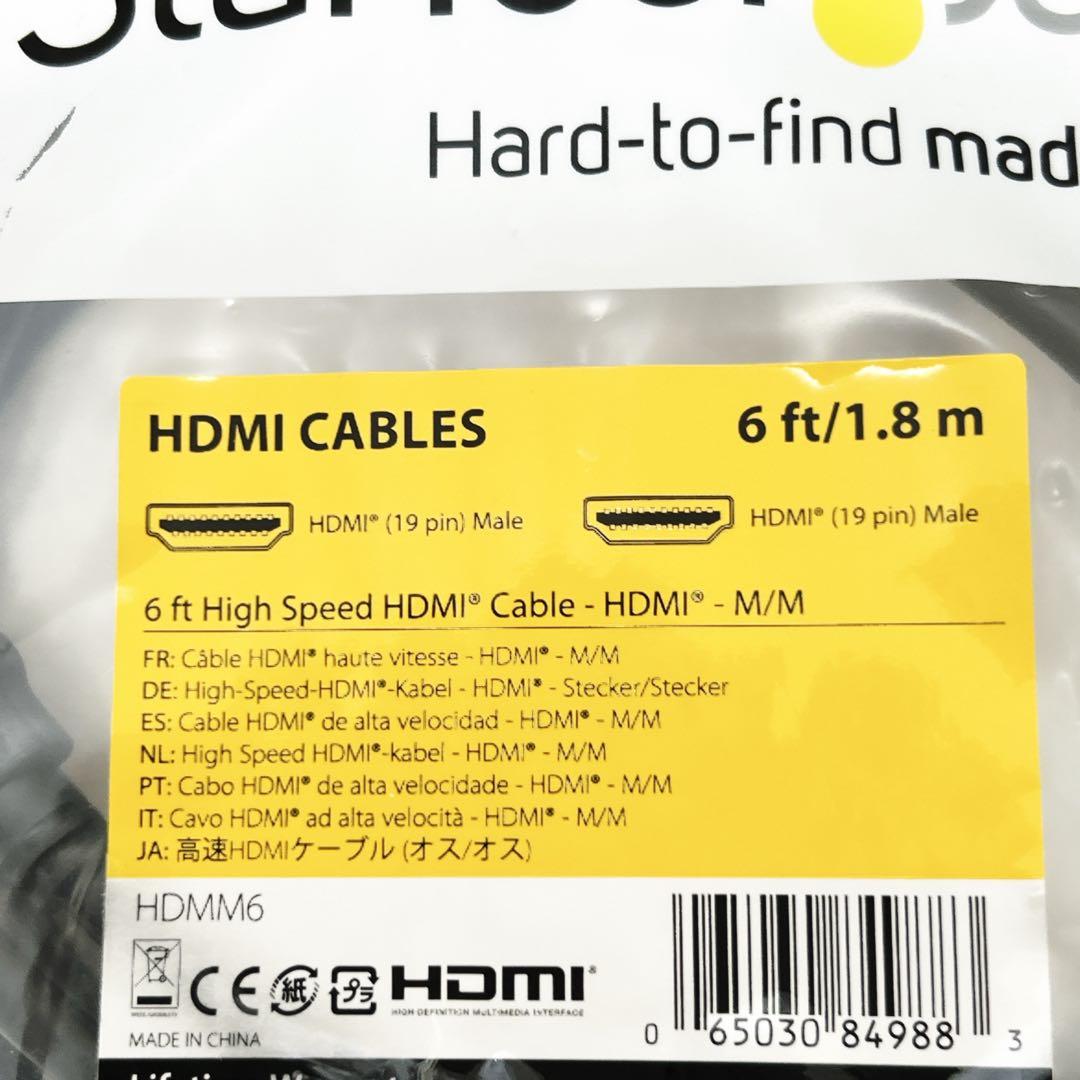 Hard-to-find mad
HDMI CABLES 6 ft/1.8 m
HDMI® (19 pin) Male HDMI® (19 pin) Male
6 ft High Speed HDMI® Cable - HDMI® - M/M
FR: Câble HDMI® haute vitesse - HDMI® - M/M
DE: High-Speed-HDMI®-Kabel - HDMI® - Stecker/Stecker
ES: Cable HDMI® de alta velocidad - HDMI® - M/M
NL: High Speed HDMI®-kabel - HDMI® - M/M
PT: Cabo HDMI® de alta velocidade - HDMI® - M/M
IT: Cavo HDMI® ad alta velocità - HDMI® - M/M
JA: 高速HDMIケーブル (オス/オス)
HDMM6
CE 紙 プラ HDMI®
HIGH-DEFINITION MULTIMEDIA INTERFACE
MADE IN CHINA
0 65030 84988 3